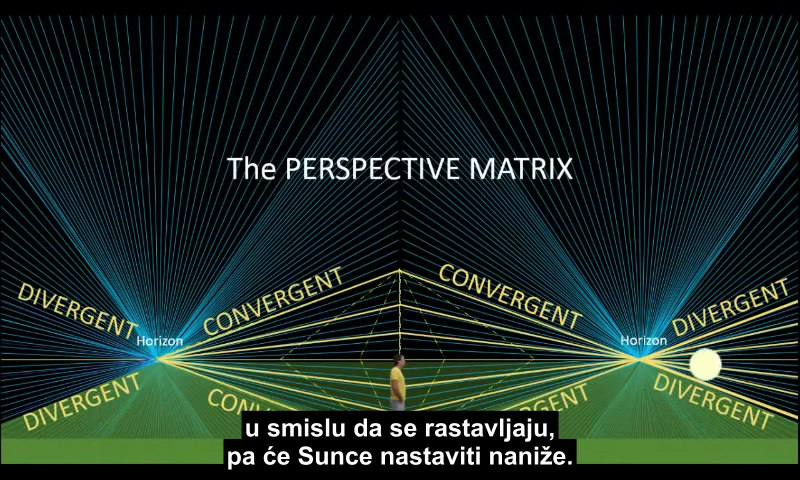 The PERSPECTIVE MATRIX
DIVERGENT
CONVERGENT
CONVERGENT
DIVERGENT
Horizon
Horizon
DIVERGENT
DIVERGENT
u smislu da se rastavljaju,
pa će Sunce nastaviti naniže.